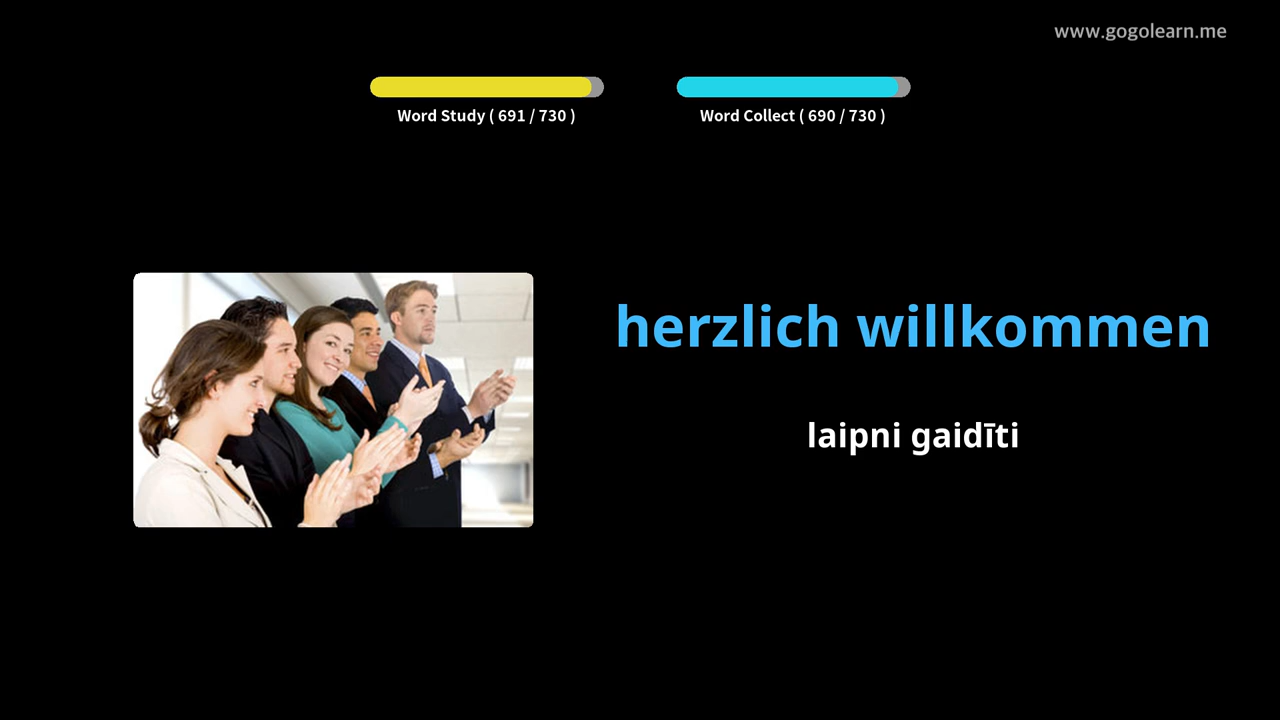 www.gogolearn.me
Word Study ( 691 / 730 )
Word Collect ( 690 / 730 )
herzlich willkommen
laipni gaidīti